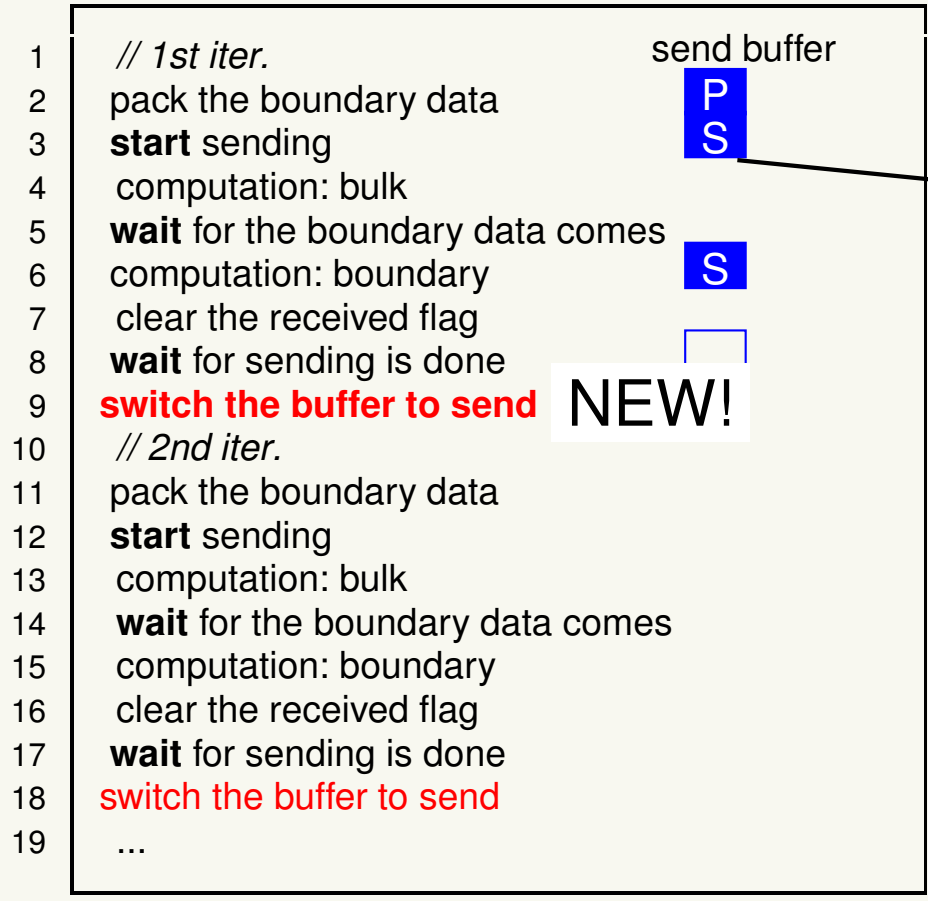 send buffer
1 // 1st iter.
2 pack the boundary data P
3 start sending S
4 computation: bulk
5 wait for the boundary data comes
6 computation: boundary S
7 clear the received flag
8 wait for sending is done
9 switch the buffer to send NEW!
10 // 2nd iter.
11 pack the boundary data
12 start sending
13 computation: bulk
14 wait for the boundary data comes
15 computation: boundary
16 clear the received flag
17 wait for sending is done
18 switch the buffer to send
19 ...